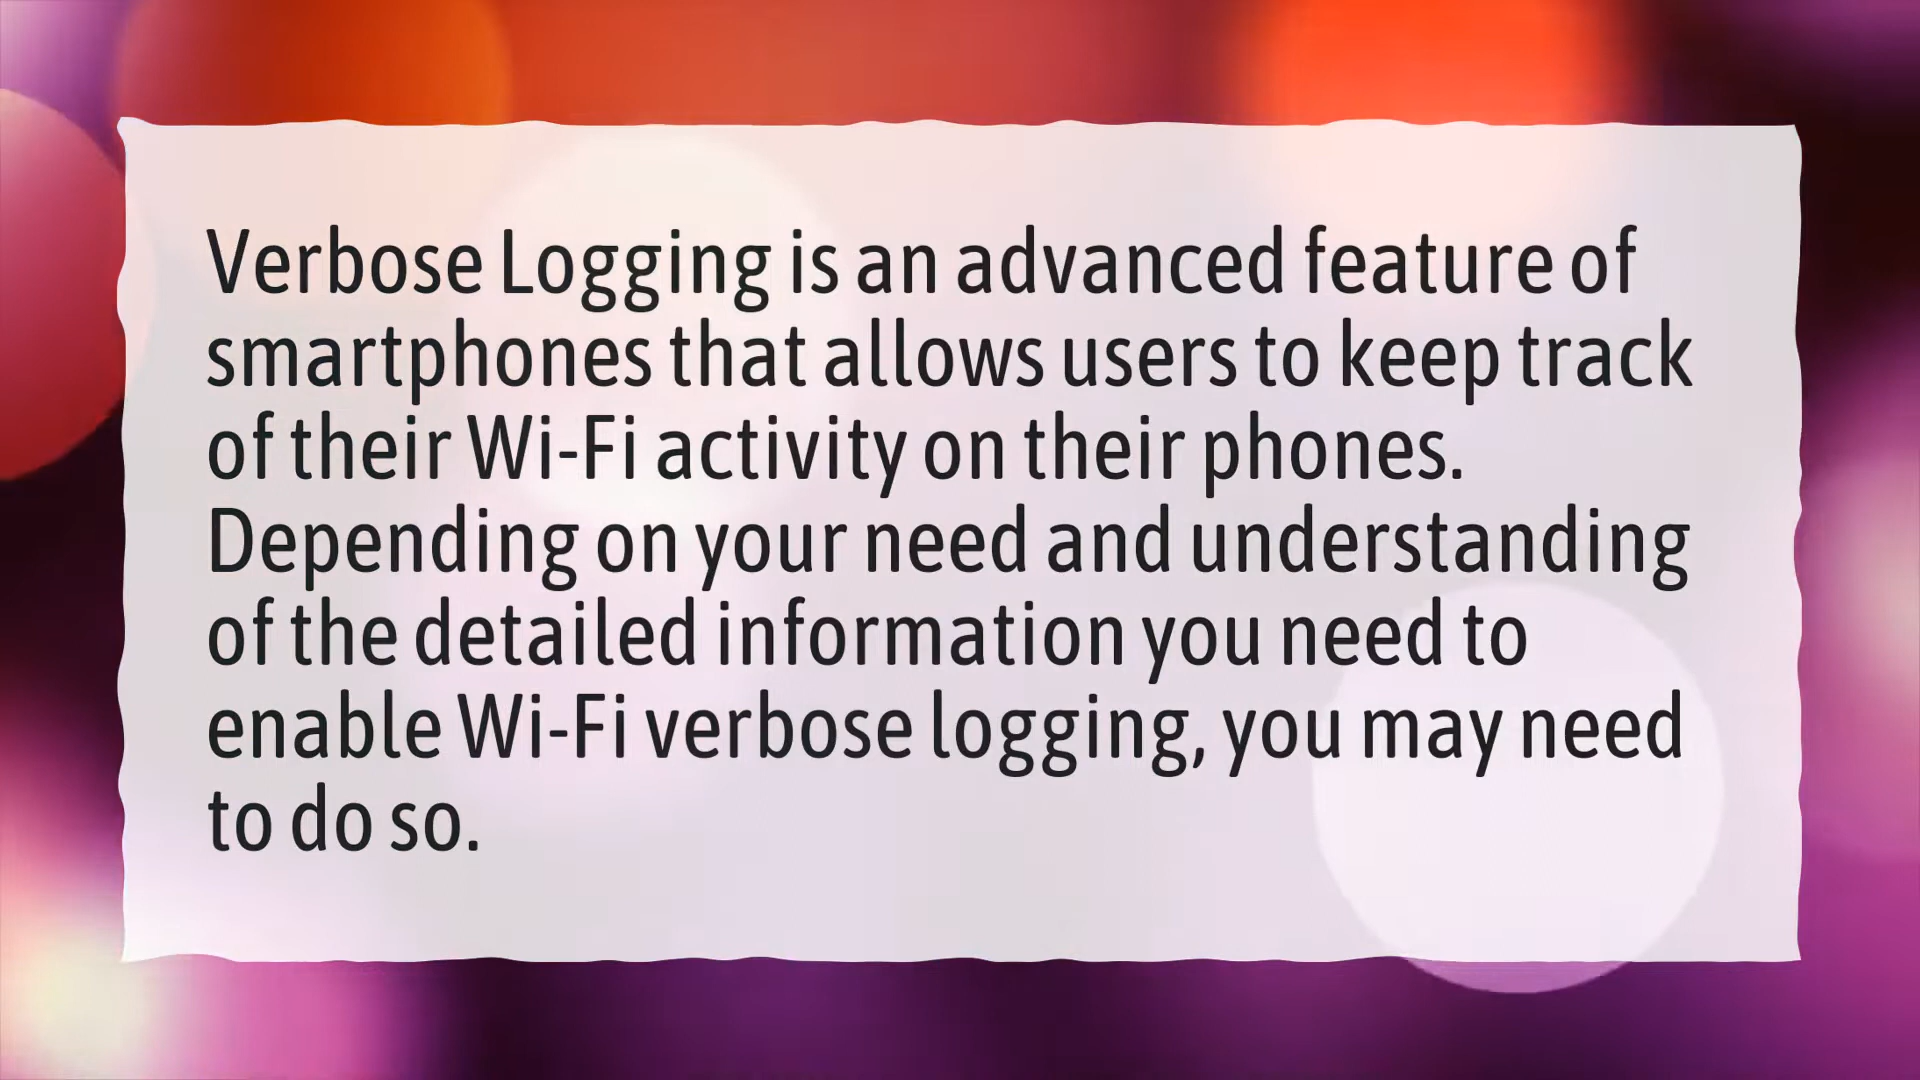 Verbose Logging is an advanced feature of
smartphones that allows users to keep track
of their Wi-Fi activity on their phones.
Depending on your need and understanding
of the detailed information you need to
enable Wi-Fi verbose logging, you may need
to do so.